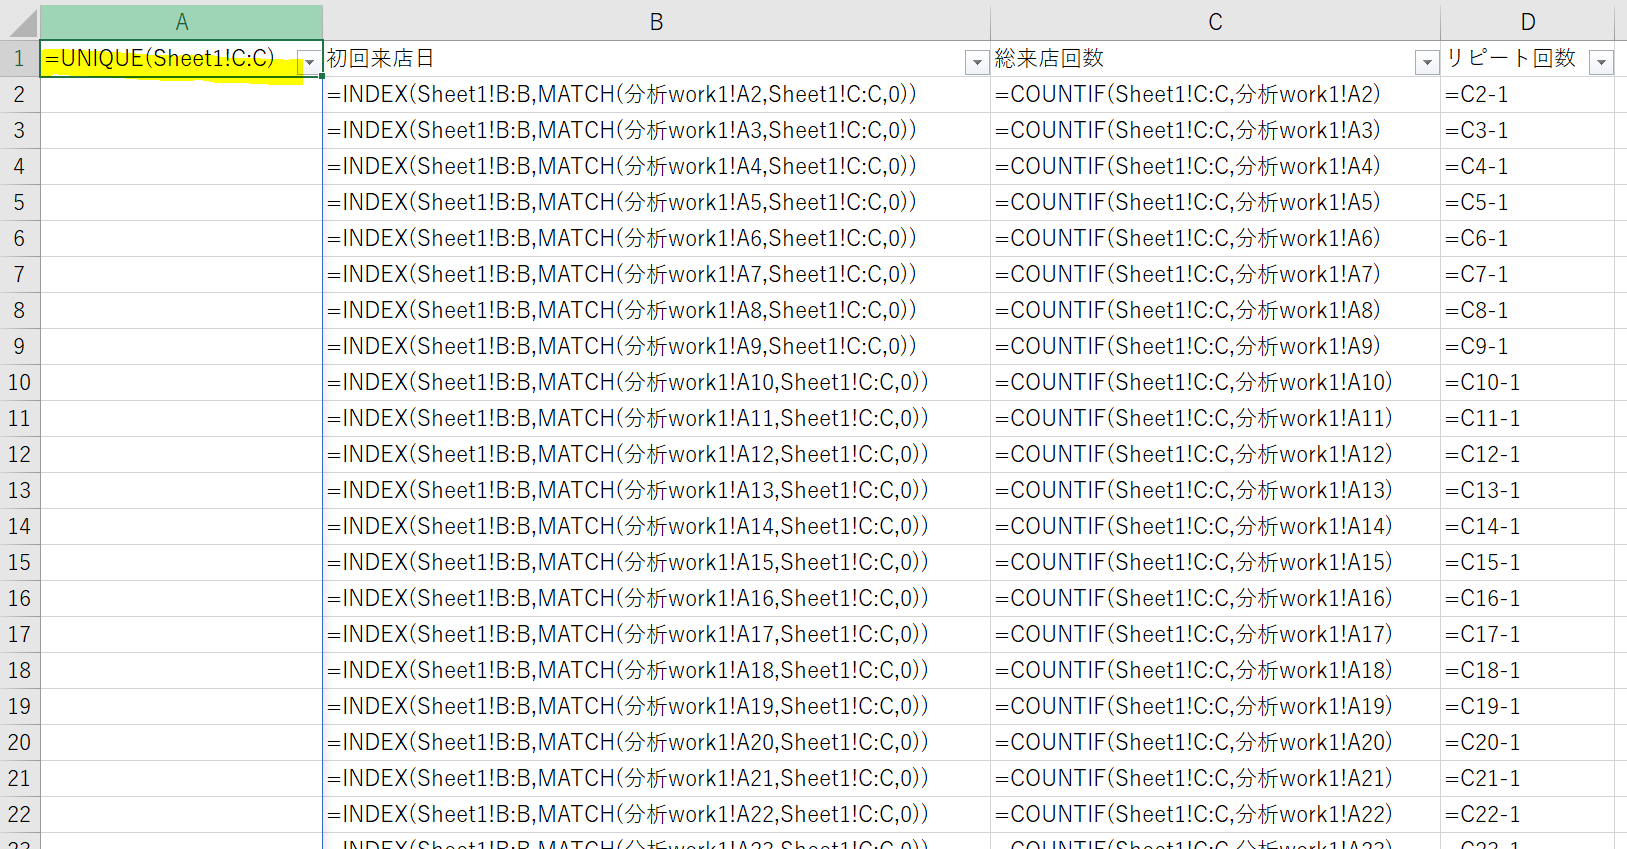 A B C D
1 =UNIQUE(Sheet1!C:C) 初回来店日 総来店回数 リピート回数
2 =INDEX(Sheet1!B:B,MATCH(分析work1!A2,Sheet1!C:C,0)) =COUNTIF(Sheet1!C:C,分析work1!A2) =C2-1
3 =INDEX(Sheet1!B:B,MATCH(分析work1!A3,Sheet1!C:C,0)) =COUNTIF(Sheet1!C:C,分析work1!A3) =C3-1
4 =INDEX(Sheet1!B:B,MATCH(分析work1!A4,Sheet1!C:C,0)) =COUNTIF(Sheet1!C:C,分析work1!A4) =C4-1
5 =INDEX(Sheet1!B:B,MATCH(分析work1!A5,Sheet1!C:C,0)) =COUNTIF(Sheet1!C:C,分析work1!A5) =C5-1
6 =INDEX(Sheet1!B:B,MATCH(分析work1!A6,Sheet1!C:C,0)) =COUNTIF(Sheet1!C:C,分析work1!A6) =C6-1
7 =INDEX(Sheet1!B:B,MATCH(分析work1!A7,Sheet1!C:C,0)) =COUNTIF(Sheet1!C:C,分析work1!A7) =C7-1
8 =INDEX(Sheet1!B:B,MATCH(分析work1!A8,Sheet1!C:C,0)) =COUNTIF(Sheet1!C:C,分析work1!A8) =C8-1
9 =INDEX(Sheet1!B:B,MATCH(分析work1!A9,Sheet1!C:C,0)) =COUNTIF(Sheet1!C:C,分析work1!A9) =C9-1
10 =INDEX(Sheet1!B:B,MATCH(分析work1!A10,Sheet1!C:C,0)) =COUNTIF(Sheet1!C:C,分析work1!A10) =C10-1
11 =INDEX(Sheet1!B:B,MATCH(分析work1!A11,Sheet1!C:C,0)) =COUNTIF(Sheet1!C:C,分析work1!A11) =C11-1
12 =INDEX(Sheet1!B:B,MATCH(分析work1!A12,Sheet1!C:C,0)) =COUNTIF(Sheet1!C:C,分析work1!A12) =C12-1
13 =INDEX(Sheet1!B:B,MATCH(分析work1!A13,Sheet1!C:C,0)) =COUNTIF(Sheet1!C:C,分析work1!A13) =C13-1
14 =INDEX(Sheet1!B:B,MATCH(分析work1!A14,Sheet1!C:C,0)) =COUNTIF(Sheet1!C:C,分析work1!A14) =C14-1
15 =INDEX(Sheet1!B:B,MATCH(分析work1!A15,Sheet1!C:C,0)) =COUNTIF(Sheet1!C:C,分析work1!A15) =C15-1
16 =INDEX(Sheet1!B:B,MATCH(分析work1!A16,Sheet1!C:C,0)) =COUNTIF(Sheet1!C:C,分析work1!A16) =C16-1
17 =INDEX(Sheet1!B:B,MATCH(分析work1!A17,Sheet1!C:C,0)) =COUNTIF(Sheet1!C:C,分析work1!A17) =C17-1
18 =INDEX(Sheet1!B:B,MATCH(分析work1!A18,Sheet1!C:C,0)) =COUNTIF(Sheet1!C:C,分析work1!A18) =C18-1
19 =INDEX(Sheet1!B:B,MATCH(分析work1!A19,Sheet1!C:C,0)) =COUNTIF(Sheet1!C:C,分析work1!A19) =C19-1
20 =INDEX(Sheet1!B:B,MATCH(分析work1!A20,Sheet1!C:C,0)) =COUNTIF(Sheet1!C:C,分析work1!A20) =C20-1
21 =INDEX(Sheet1!B:B,MATCH(分析work1!A21,Sheet1!C:C,0)) =COUNTIF(Sheet1!C:C,分析work1!A21) =C21-1
22 =INDEX(Sheet1!B:B,MATCH(分析work1!A22,Sheet1!C:C,0)) =COUNTIF(Sheet1!C:C,分析work1!A22) =C22-1